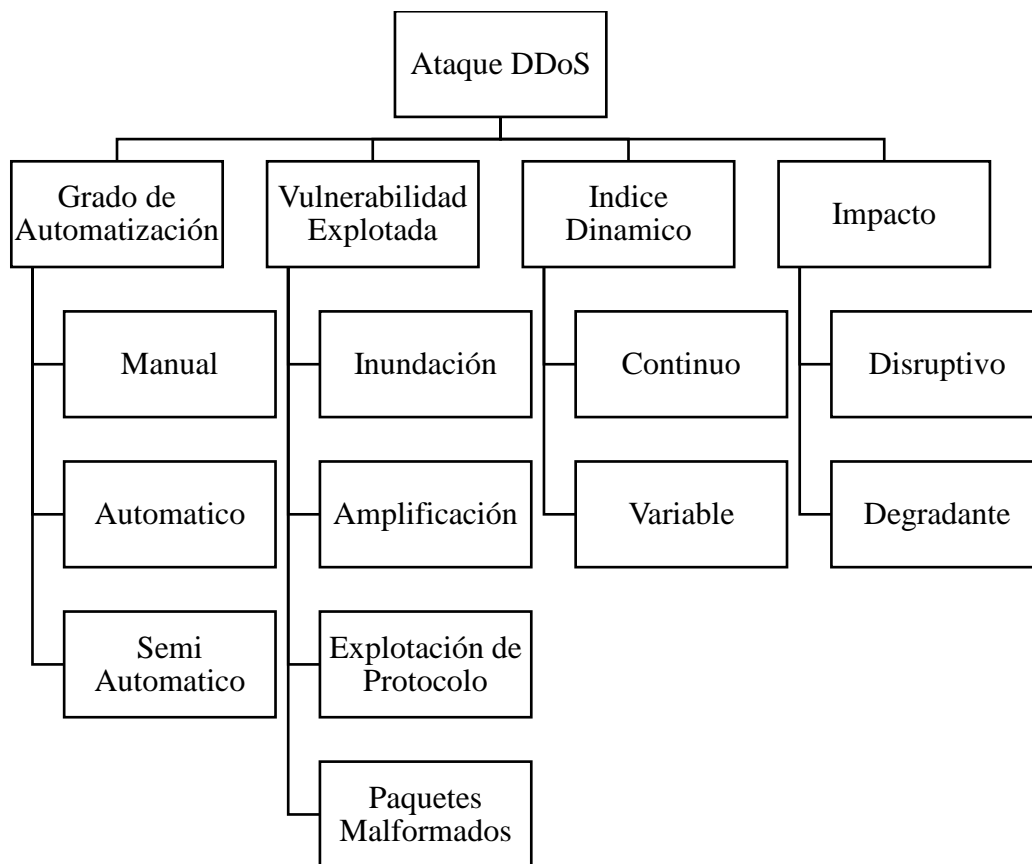 Ataque DDoS
Grado de
Automatización
Vulnerabilidad
Explotada
Indice
Dinamico
Impacto
Manual
Automatico
Semi
Automatico
Inundación
Amplificación
Explotación de
Protocolo
Paquetes
Malformados
Continuo
Variable
Disruptivo
Degradante